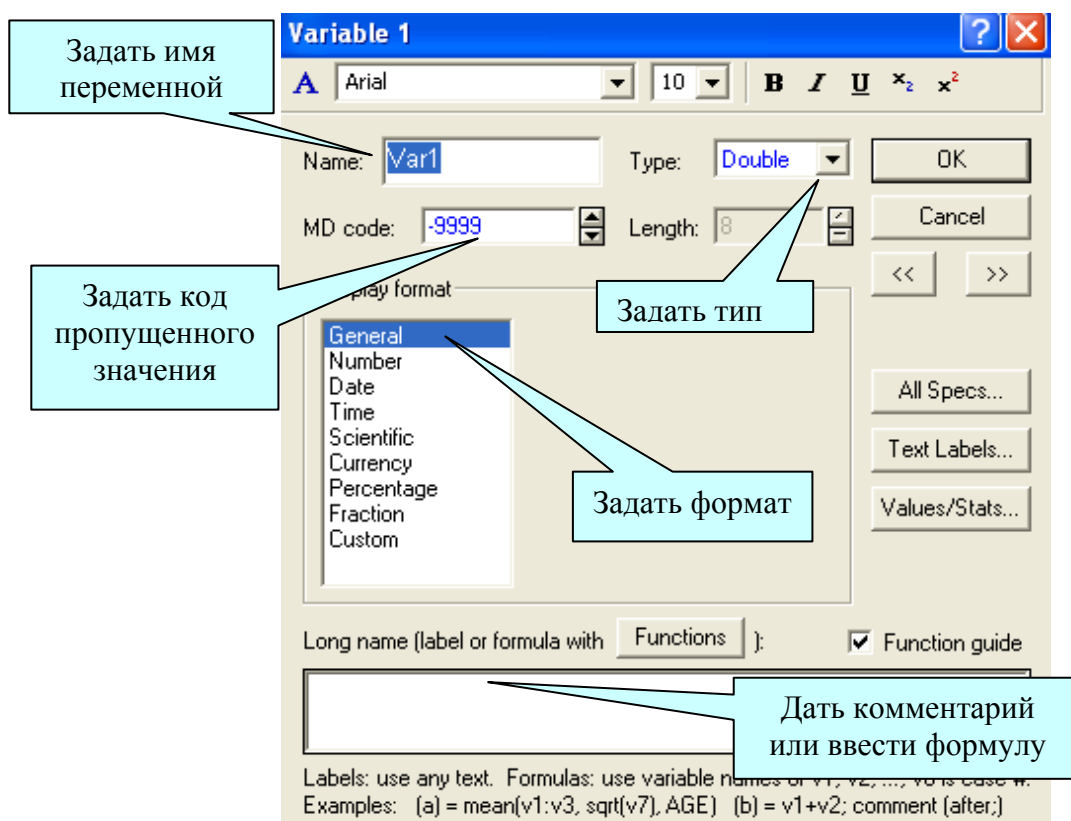 Variable 1
Задать имя
переменной
A Arial 10 B I U x₂ x²
Name: Var1 Type: Double OK
MD code: -9999 Length: 8 Cancel
<< >>
Задать код
пропущенного
значения
play format
Задать тип
General
Number
Date
Time
Scientific
Currency
Percentage
Fraction
Custom
All Specs...
Text Labels...
Values/Stats...
Задать формат
Long name (label or formula with Functions ): Function guide
Дать комментарий
или ввести формулу
Labels: use any text. Formulas: use variable names or v1, v2, ..., v0 is case #.
Examples: (a) = mean(v1:v3, sqrt(v7), AGE) (b) = v1+v2; comment (after;)